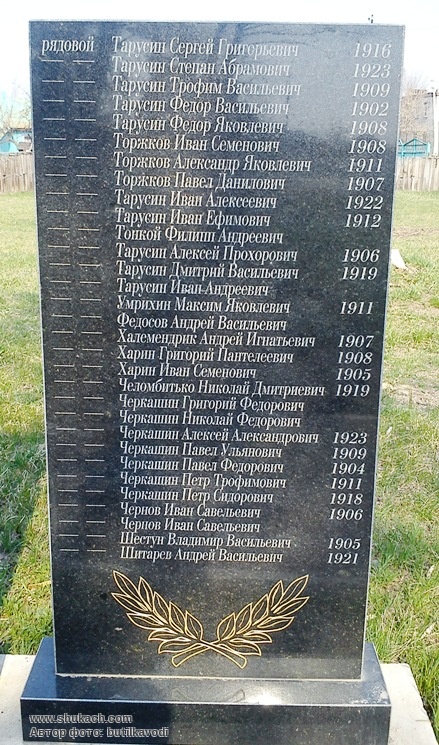 рядовой Тарусин Сергей Григорьевич 1916
— — Тарусин Степан Абрамович 1923
— — Тарусин Трофим Васильевич 1909
— — Тарусин Федор Васильевич 1902
— — Тарусин Федор Яковлевич 1908
— — Торжков Иван Семенович 1908
— — Торжков Александр Яковлевич 1911
— — Торжков Павел Данилович 1907
— — Тарусин Иван Алексеевич 1922
— — Тарусин Иван Ефимович 1912
— — Тонкой Филипп Андреевич
— — Тарусин Алексей Прохорович 1906
— — Тарусин Дмитрий Васильевич 1919
— — Тарусин Иван Андреевич
— — Умрихин Максим Яковлевич 1911
— — Федосов Андрей Васильевич
— — Халемендрик Андрей Игнатьевич 1907
— — Харин Григорий Пантелеевич 1908
— — Харин Иван Семенович 1905
— — Челомбитько Николай Дмитриевич 1919
— — Черкашин Григорий Федорович
— — Черкашин Николай Федорович
— — Черкашин Алексей Александрович 1923
— — Черкашин Павел Ульянович 1909
— — Черкашин Павел Федорович 1904
— — Черкашин Петр Трофимович 1911
— — Черкашин Петр Сидорович 1918
— — Чернов Иван Савельевич 1906
— — Чернов Иван Савельевич
— — Шестун Владимир Васильевич 1905
— — Шитарев Андрей Васильевич 1921
www.shukach.com
Автор фото: butilkavodi